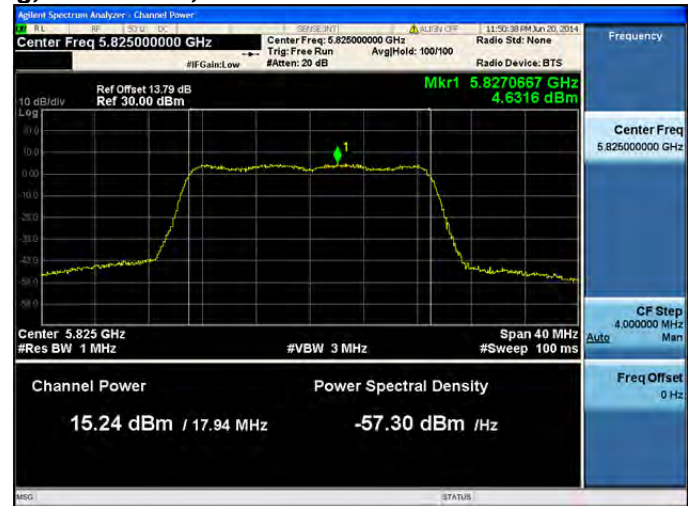 Agilent Spectrum Analyzer - Channel Power
RL RF 50 Ω DC SENSE:INT ALIGN OFF 11:50:38 PM Jun 20, 2014
Center Freq 5.825000000 GHz
Center Freq: 5.825000000 GHz
Radio Std: None
Trig: Free Run Avg|Hold: 100/100
#IFGain:Low #Atten: 20 dB Radio Device: BTS
Frequency
Mkr1 5.8270667 GHz
4.6316 dBm
Ref Offset 13.79 dB
10 dB/div Ref 30.00 dBm
Log
1
0.00
Center 5.825 GHz Span 40 MHz
#Res BW 1 MHz #VBW 3 MHz #Sweep 100 ms
Channel Power Power Spectral Density
15.24 dBm / 17.94 MHz -57.30 dBm /Hz
Center Freq
5.825000000 GHz
CF Step
4.000000 MHz
Auto Man
Freq Offset
0 Hz
MSG STATUS